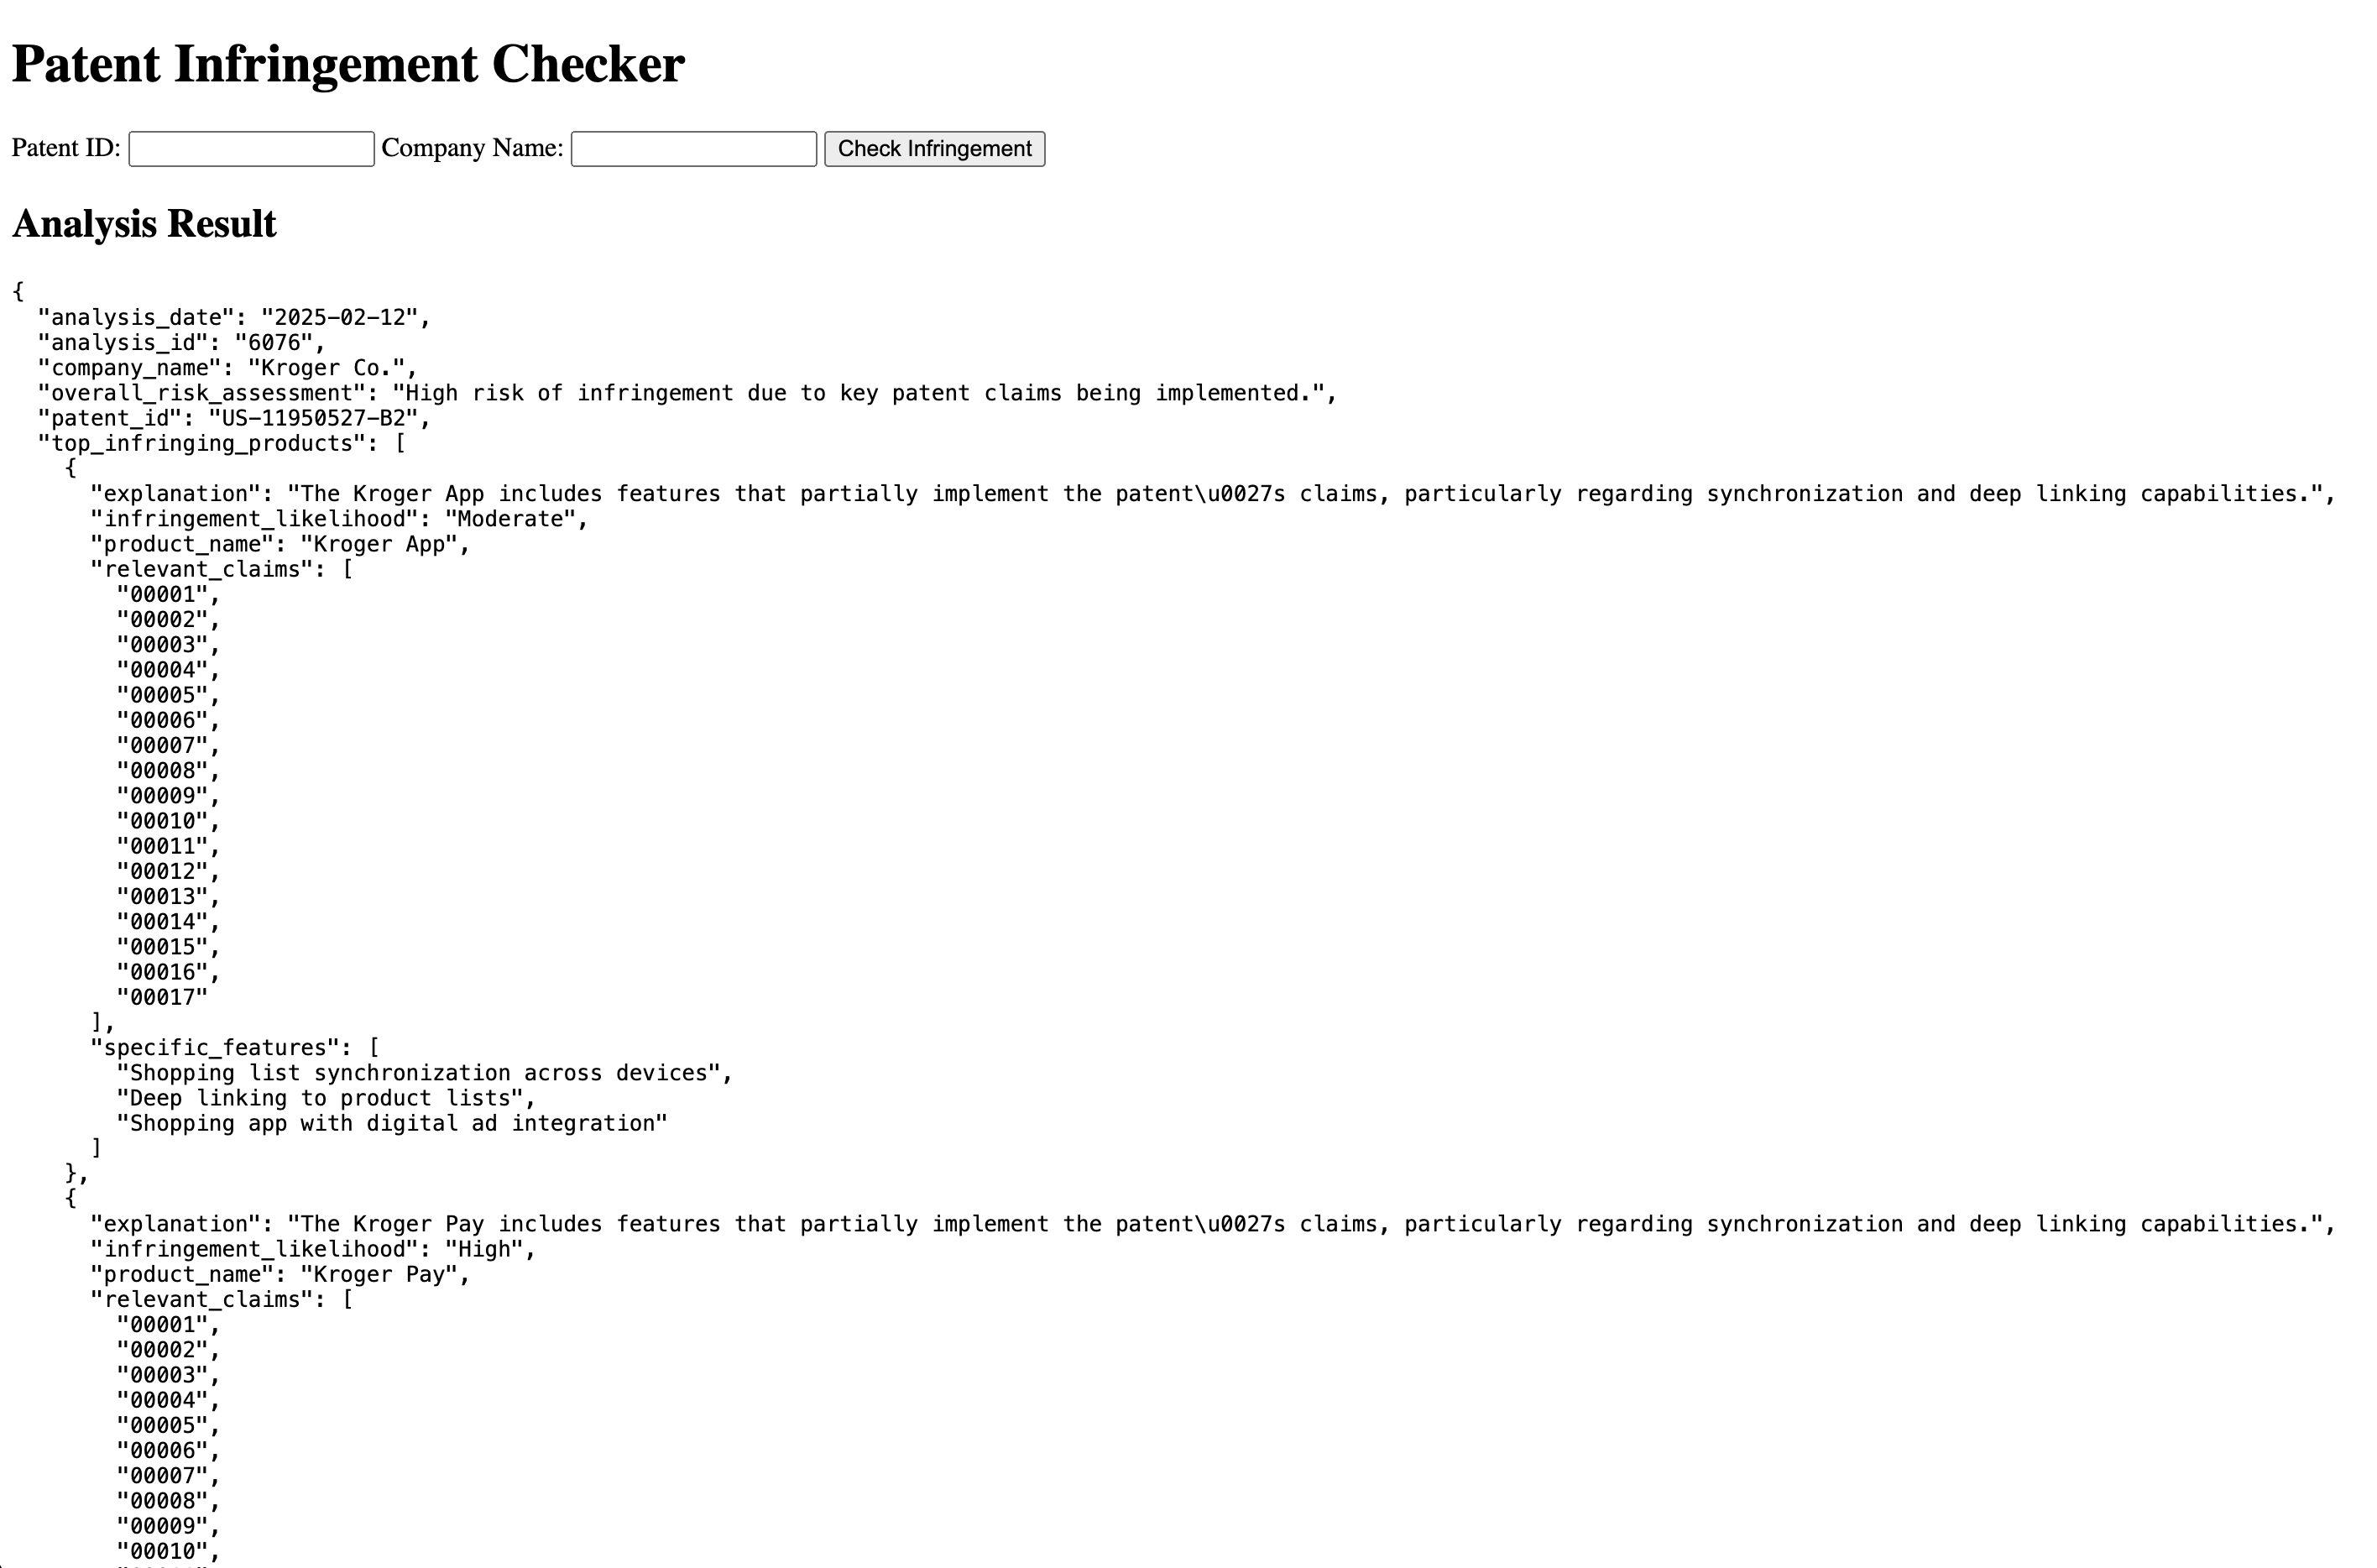 Patent Infringement Checker
Patent ID: Company Name: Check Infringement
Analysis Result
{
  "analysis_date": "2025-02-12",
  "analysis_id": "6076",
  "company_name": "Kroger Co.",
  "overall_risk_assessment": "High risk of infringement due to key patent claims being implemented.",
  "patent_id": "US-11950527-B2",
  "top_infringing_products": [
    {
      "explanation": "The Kroger App includes features that partially implement the patent\u0027s claims, particularly regarding synchronization and deep linking capabilities.",
      "infringement_likelihood": "Moderate",
      "product_name": "Kroger App",
      "relevant_claims": [
        "00001",
        "00002",
        "00003",
        "00004",
        "00005",
        "00006",
        "00007",
        "00008",
        "00009",
        "00010",
        "00011",
        "00012",
        "00013",
        "00014",
        "00015",
        "00016",
        "00017"
      ],
      "specific_features": [
        "Shopping list synchronization across devices",
        "Deep linking to product lists",
        "Shopping app with digital ad integration"
      ]
    },
    {
      "explanation": "The Kroger Pay includes features that partially implement the patent\u0027s claims, particularly regarding synchronization and deep linking capabilities.",
      "infringement_likelihood": "High",
      "product_name": "Kroger Pay",
      "relevant_claims": [
        "00001",
        "00002",
        "00003",
        "00004",
        "00005",
        "00006",
        "00007",
        "00008",
        "00009",
        "00010",